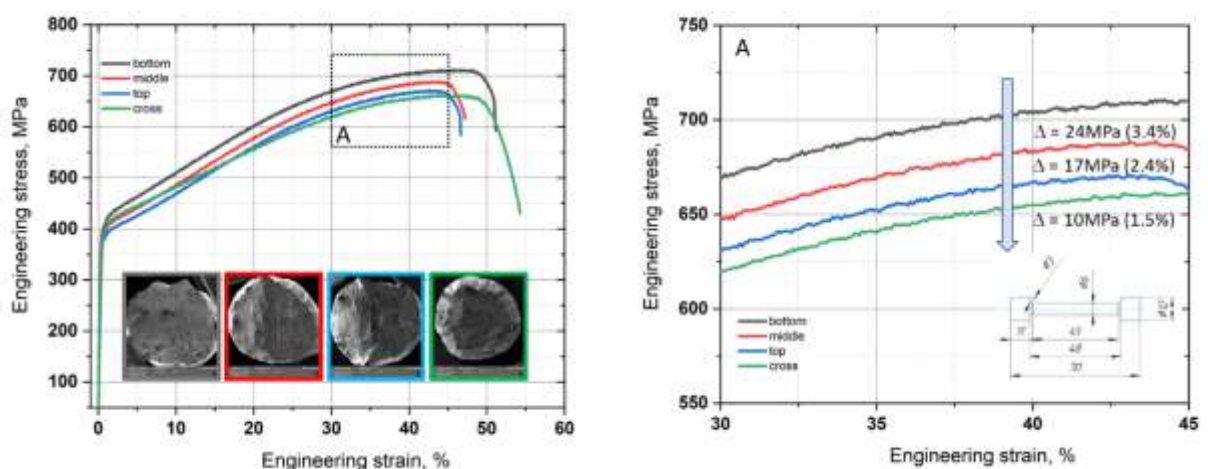 800
700
600
500
400
300
200
100
0 10 20 30 40 50 60
Engineering stress, MPa
Engineering strain, %
bottom
middle
top
cross
A
A
750
700
650
600
550
30 35 40 45
Engineering stress, MPa
Engineering strain, %
Δ = 24MPa (3.4%)
Δ = 17MPa (2.4%)
Δ = 10MPa (1.5%)
bottom
middle
top
cross